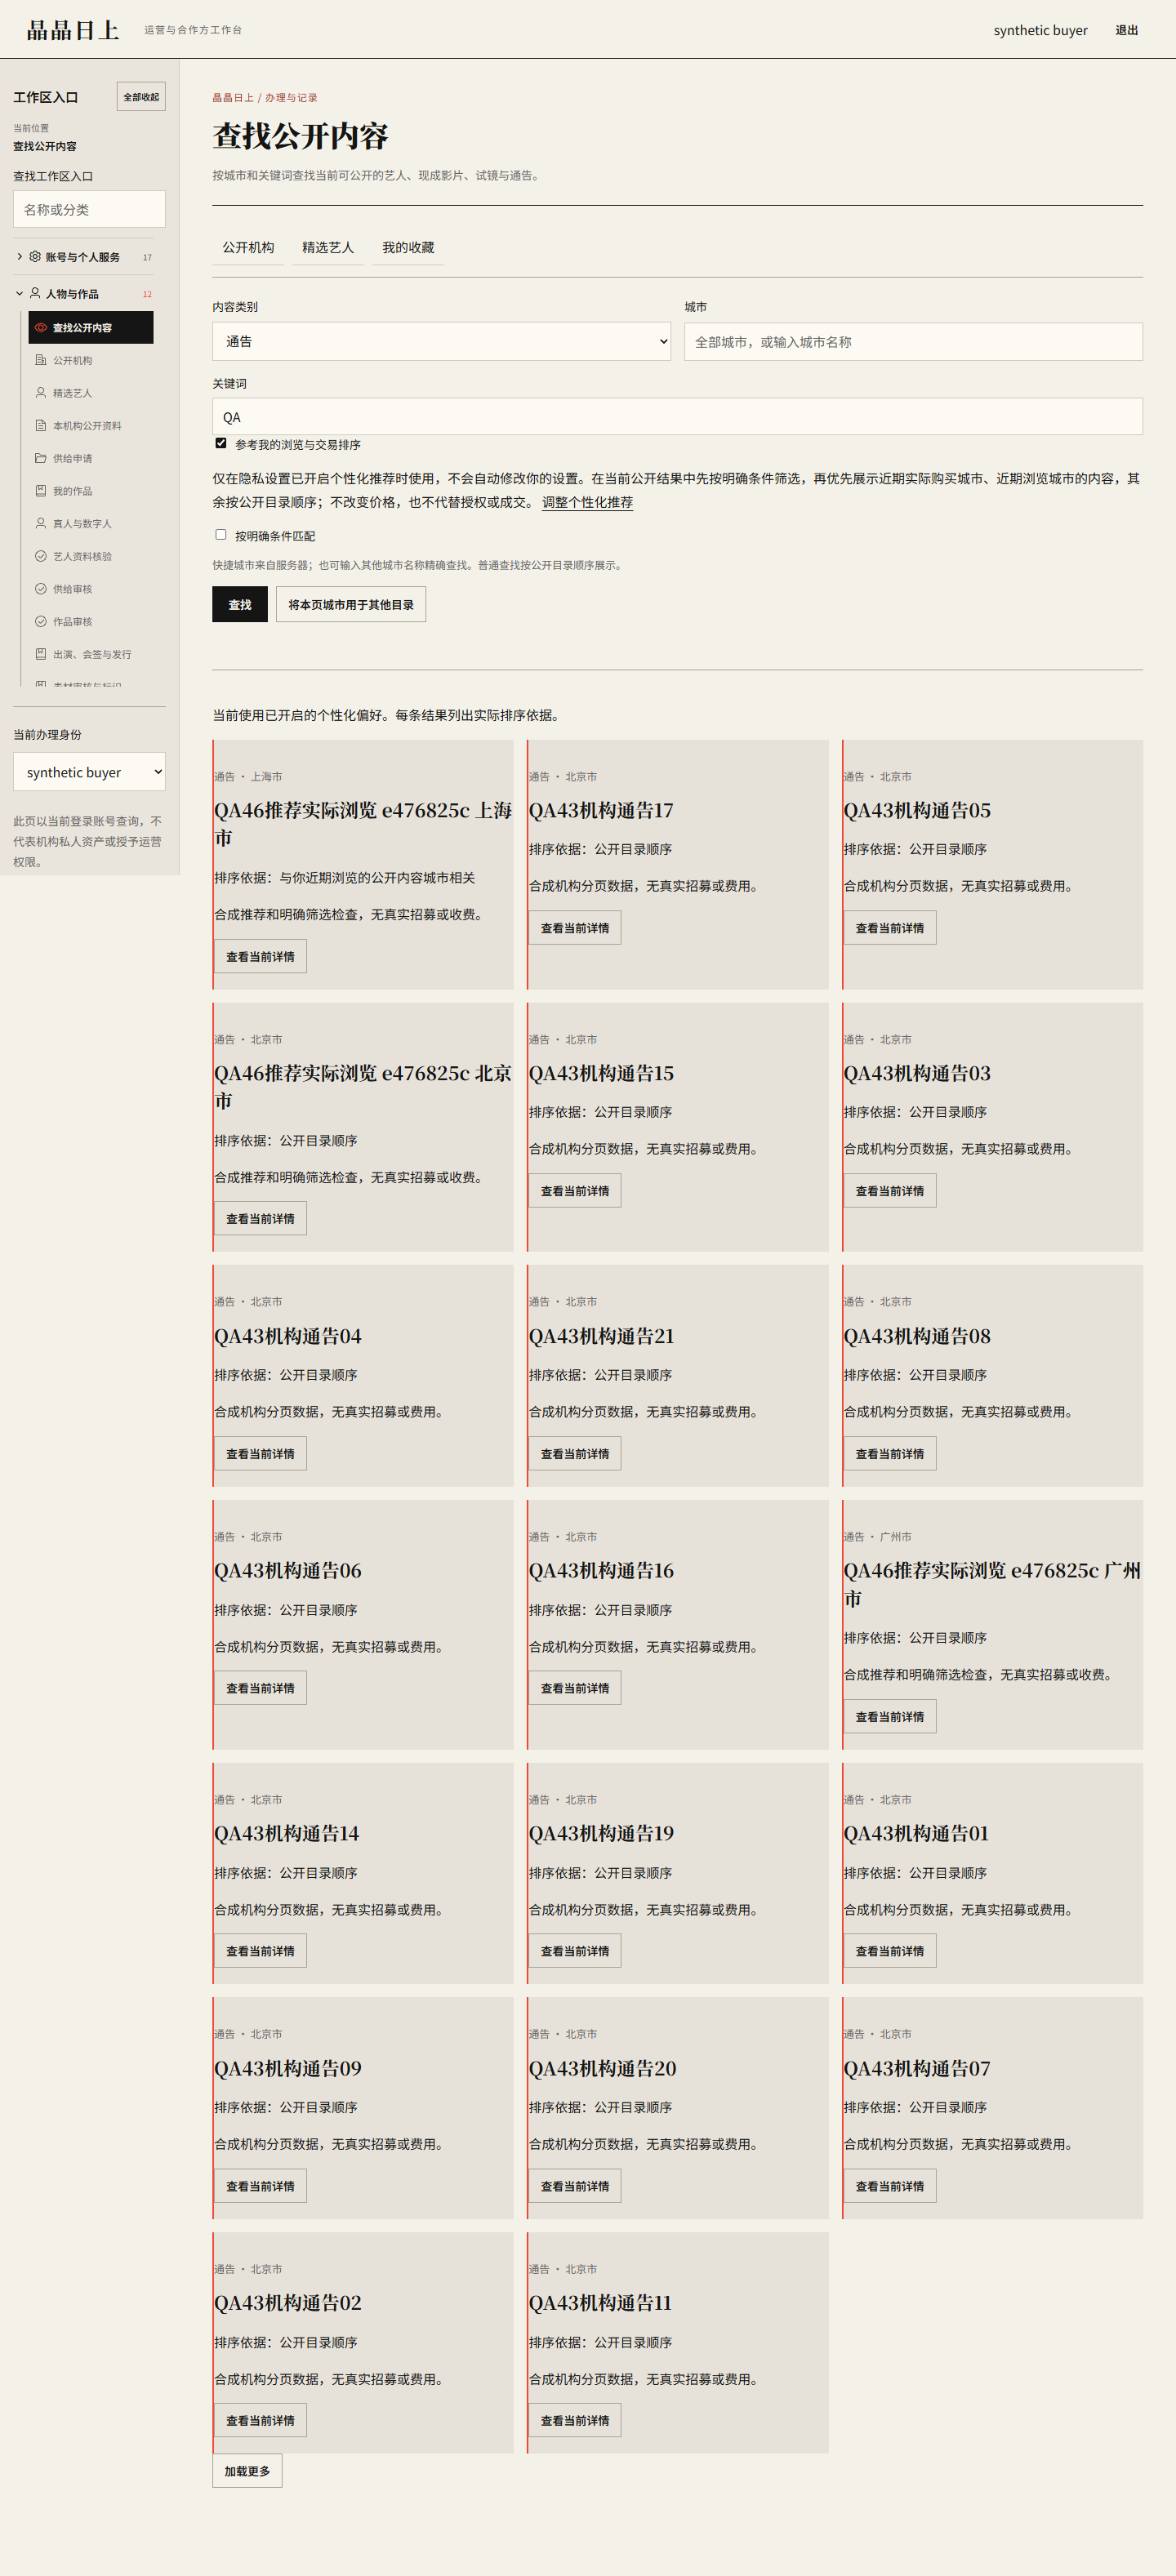 晶晶日上
运营与合作方工作台
synthetic buyer
退出
工作区入口
全部收起
当前位置
查找公开内容
查找工作区入口
名称或分类
账号与个人服务
17
人物与作品
12
查找公开内容
公开机构
精选艺人
本机构公开资料
供给申请
我的作品
真人与数字人
艺人资料核验
供给审核
作品审核
出演、会签与发行
当前办理身份
synthetic buyer
此页以当前登录账号查询，不
代表机构私人资产或授予运营
权限。
晶晶日上 / 办理与记录
查找公开内容
按城市和关键词查找当前可公开的艺人、现成影片、试镜与通告。
公开机构
精选艺人
我的收藏
内容类别
城市
通告
全部城市，或输入城市名称
关键词
QA
参考我的浏览与交易排序
仅在隐私设置已开启个性化推荐时使用，不会自动修改你的设置。在当前公开结果中先按明确条件筛选，再优先展示近期实际购买城市、近期浏览城市的内容，其
余按公开目录顺序；不改变价格，也不代替授权或成交。 调整个性化推荐
按明确条件匹配
快捷城市来自服务器；也可输入其他城市名称精确查找。普通查找按公开目录顺序展示。
查找
将本页城市用于其他目录
当前使用已开启的个性化偏好。每条结果列出实际排序依据。
通告 · 上海市
QA46推荐实际浏览 e476825c 上海
市
排序依据：与你近期浏览的公开内容城市相关
合成推荐和明确筛选检查，无真实招募或收费。
查看当前详情
通告 · 北京市
QA43机构通告17
排序依据：公开目录顺序
合成机构分页数据，无真实招募或费用。
查看当前详情
通告 · 北京市
QA43机构通告05
排序依据：公开目录顺序
合成机构分页数据，无真实招募或费用。
查看当前详情
通告 · 北京市
QA46推荐实际浏览 e476825c 北京
市
排序依据：公开目录顺序
合成推荐和明确筛选检查，无真实招募或收费。
查看当前详情
通告 · 北京市
QA43机构通告15
排序依据：公开目录顺序
合成机构分页数据，无真实招募或费用。
查看当前详情
通告 · 北京市
QA43机构通告03
排序依据：公开目录顺序
合成机构分页数据，无真实招募或费用。
查看当前详情
通告 · 北京市
QA43机构通告04
排序依据：公开目录顺序
合成机构分页数据，无真实招募或费用。
查看当前详情
通告 · 北京市
QA43机构通告21
排序依据：公开目录顺序
合成机构分页数据，无真实招募或费用。
查看当前详情
通告 · 北京市
QA43机构通告08
排序依据：公开目录顺序
合成机构分页数据，无真实招募或费用。
查看当前详情
通告 · 北京市
QA43机构通告06
排序依据：公开目录顺序
合成机构分页数据，无真实招募或费用。
查看当前详情
通告 · 北京市
QA43机构通告16
排序依据：公开目录顺序
合成机构分页数据，无真实招募或费用。
查看当前详情
通告 · 广州市
QA46推荐实际浏览 e476825c 广州
市
排序依据：公开目录顺序
合成推荐和明确筛选检查，无真实招募或收费。
查看当前详情
通告 · 北京市
QA43机构通告14
排序依据：公开目录顺序
合成机构分页数据，无真实招募或费用。
查看当前详情
通告 · 北京市
QA43机构通告19
排序依据：公开目录顺序
合成机构分页数据，无真实招募或费用。
查看当前详情
通告 · 北京市
QA43机构通告01
排序依据：公开目录顺序
合成机构分页数据，无真实招募或费用。
查看当前详情
通告 · 北京市
QA43机构通告09
排序依据：公开目录顺序
合成机构分页数据，无真实招募或费用。
查看当前详情
通告 · 北京市
QA43机构通告20
排序依据：公开目录顺序
合成机构分页数据，无真实招募或费用。
查看当前详情
通告 · 北京市
QA43机构通告07
排序依据：公开目录顺序
合成机构分页数据，无真实招募或费用。
查看当前详情
通告 · 北京市
QA43机构通告02
排序依据：公开目录顺序
合成机构分页数据，无真实招募或费用。
查看当前详情
通告 · 北京市
QA43机构通告11
排序依据：公开目录顺序
合成机构分页数据，无真实招募或费用。
查看当前详情
加载更多